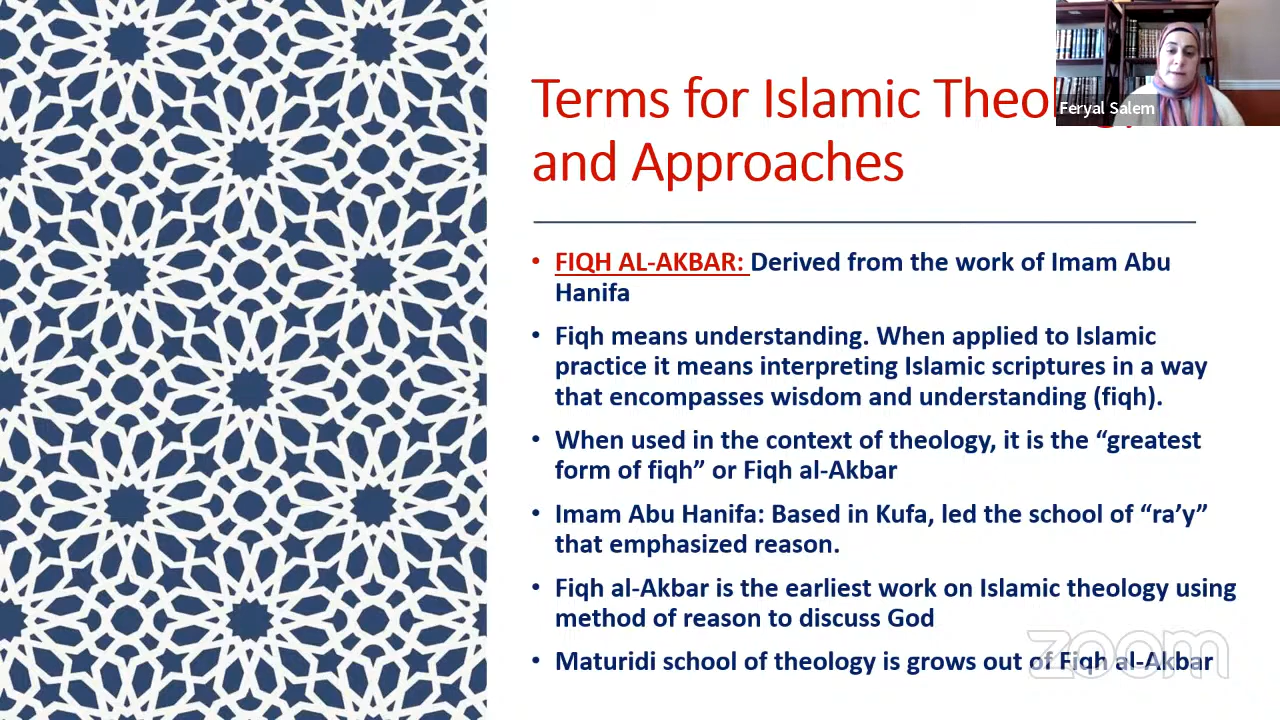 Terms for Islamic Theol
and Approaches
Feryal Salem
• FIQH AL-AKBAR: Derived from the work of Imam Abu
Hanifa
• Fiqh means understanding. When applied to Islamic
practice it means interpreting Islamic scriptures in a way
that encompasses wisdom and understanding (fiqh).
• When used in the context of theology, it is the “greatest
form of fiqh” or Fiqh al-Akbar
• Imam Abu Hanifa: Based in Kufa, led the school of “ra’y”
that emphasized reason.
• Fiqh al-Akbar is the earliest work on Islamic theology using
method of reason to discuss God
zoom
• Maturidi school of theology is grows out of Fiqh al-Akbar